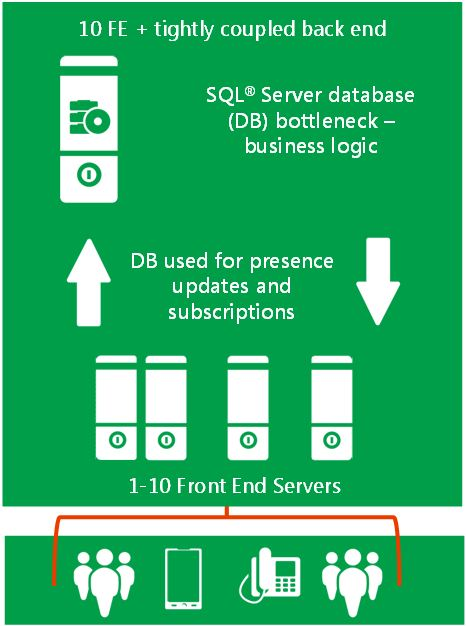 10 FE + tightly coupled back end
SQL® Server database
(DB) bottleneck –
business logic
DB used for presence
updates and
subscriptions
1-10 Front End Servers